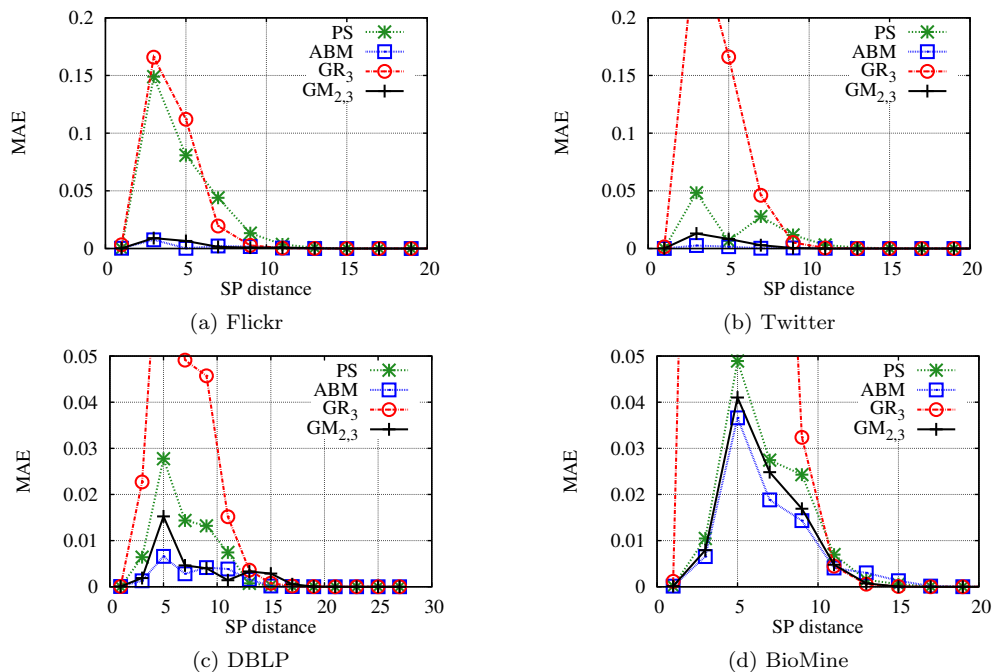 0.2
0.15
0.1
0.05
0
MAE
0 5 10 15 20
SP distance
PS
ABM
GR3
GM2,3
(a) Flickr
0.2
0.15
0.1
0.05
0
MAE
0 5 10 15 20
SP distance
PS
ABM
GR3
GM2,3
(b) Twitter
0.05
0.04
0.03
0.02
0.01
0
MAE
0 5 10 15 20 25 30
SP distance
PS
ABM
GR3
GM2,3
(c) DBLP
0.05
0.04
0.03
0.02
0.01
0
MAE
0 5 10 15 20
SP distance
PS
ABM
GR3
GM2,3
(d) BioMine